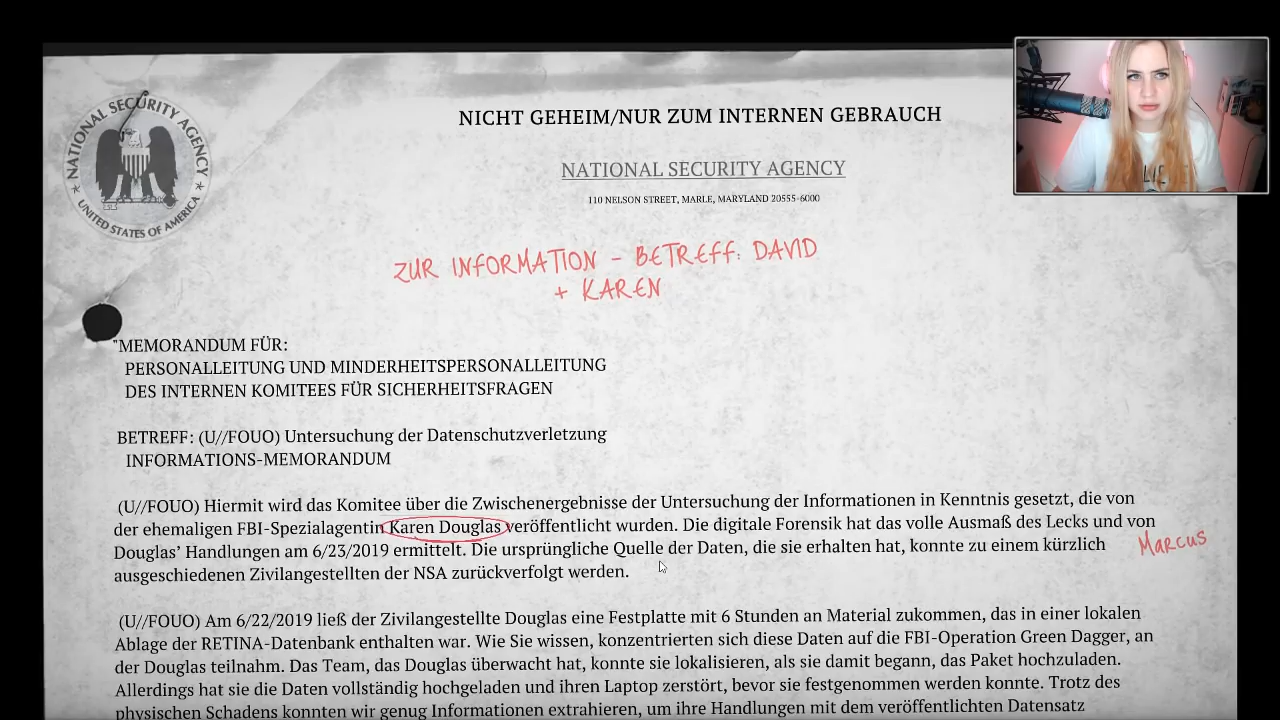 NATIONAL SECURITY AGENCY
UNITED STATES OF AMERICA
NICHT GEHEIM/NUR ZUM INTERNEN GEBRAUCH
NATIONAL SECURITY AGENCY
110 NELSON STREET, MARLE, MARYLAND 20555-6000
ZUR INFORMATION - BETREFF: DAVID
+ KAREN
"MEMORANDUM FÜR:
PERSONALLEITUNG UND MINDERHEITSPERSONALLEITUNG
DES INTERNEN KOMITEES FÜR SICHERHEITSFRAGEN
BETREFF: (U//FOUO) Untersuchung der Datenschutzverletzung
INFORMATIONS-MEMORANDUM
(U//FOUO) Hiermit wird das Komitee über die Zwischenergebnisse der Untersuchung der Informationen in Kenntnis gesetzt, die von
der ehemaligen FBI-Spezialagentin Karen Douglas veröffentlicht wurden. Die digitale Forensik hat das volle Ausmaß des Lecks und von
Douglas' Handlungen am 6/23/2019 ermittelt. Die ursprüngliche Quelle der Daten, die sie erhalten hat, konnte zu einem kürzlich
MARCUS
ausgeschiedenen Zivilangestellten der NSA zurückverfolgt werden.
(U//FOUO) Am 6/22/2019 ließ der Zivilangestellte Douglas eine Festplatte mit 6 Stunden an Material zukommen, das in einer lokalen
Ablage der RETINA-Datenbank enthalten war. Wie Sie wissen, konzentrierten sich diese Daten auf die FBI-Operation Green Dagger, an
der Douglas teilnahm. Das Team, das Douglas überwacht hat, konnte sie lokalisieren, als sie damit begann, das Paket hochzuladen.
Allerdings hat sie die Daten vollständig hochgeladen und ihren Laptop zerstört, bevor sie festgenommen werden konnte. Trotz des
physischen Schadens konnten wir genug Informationen extrahieren, um ihre Handlungen mit dem veröffentlichten Datensatz